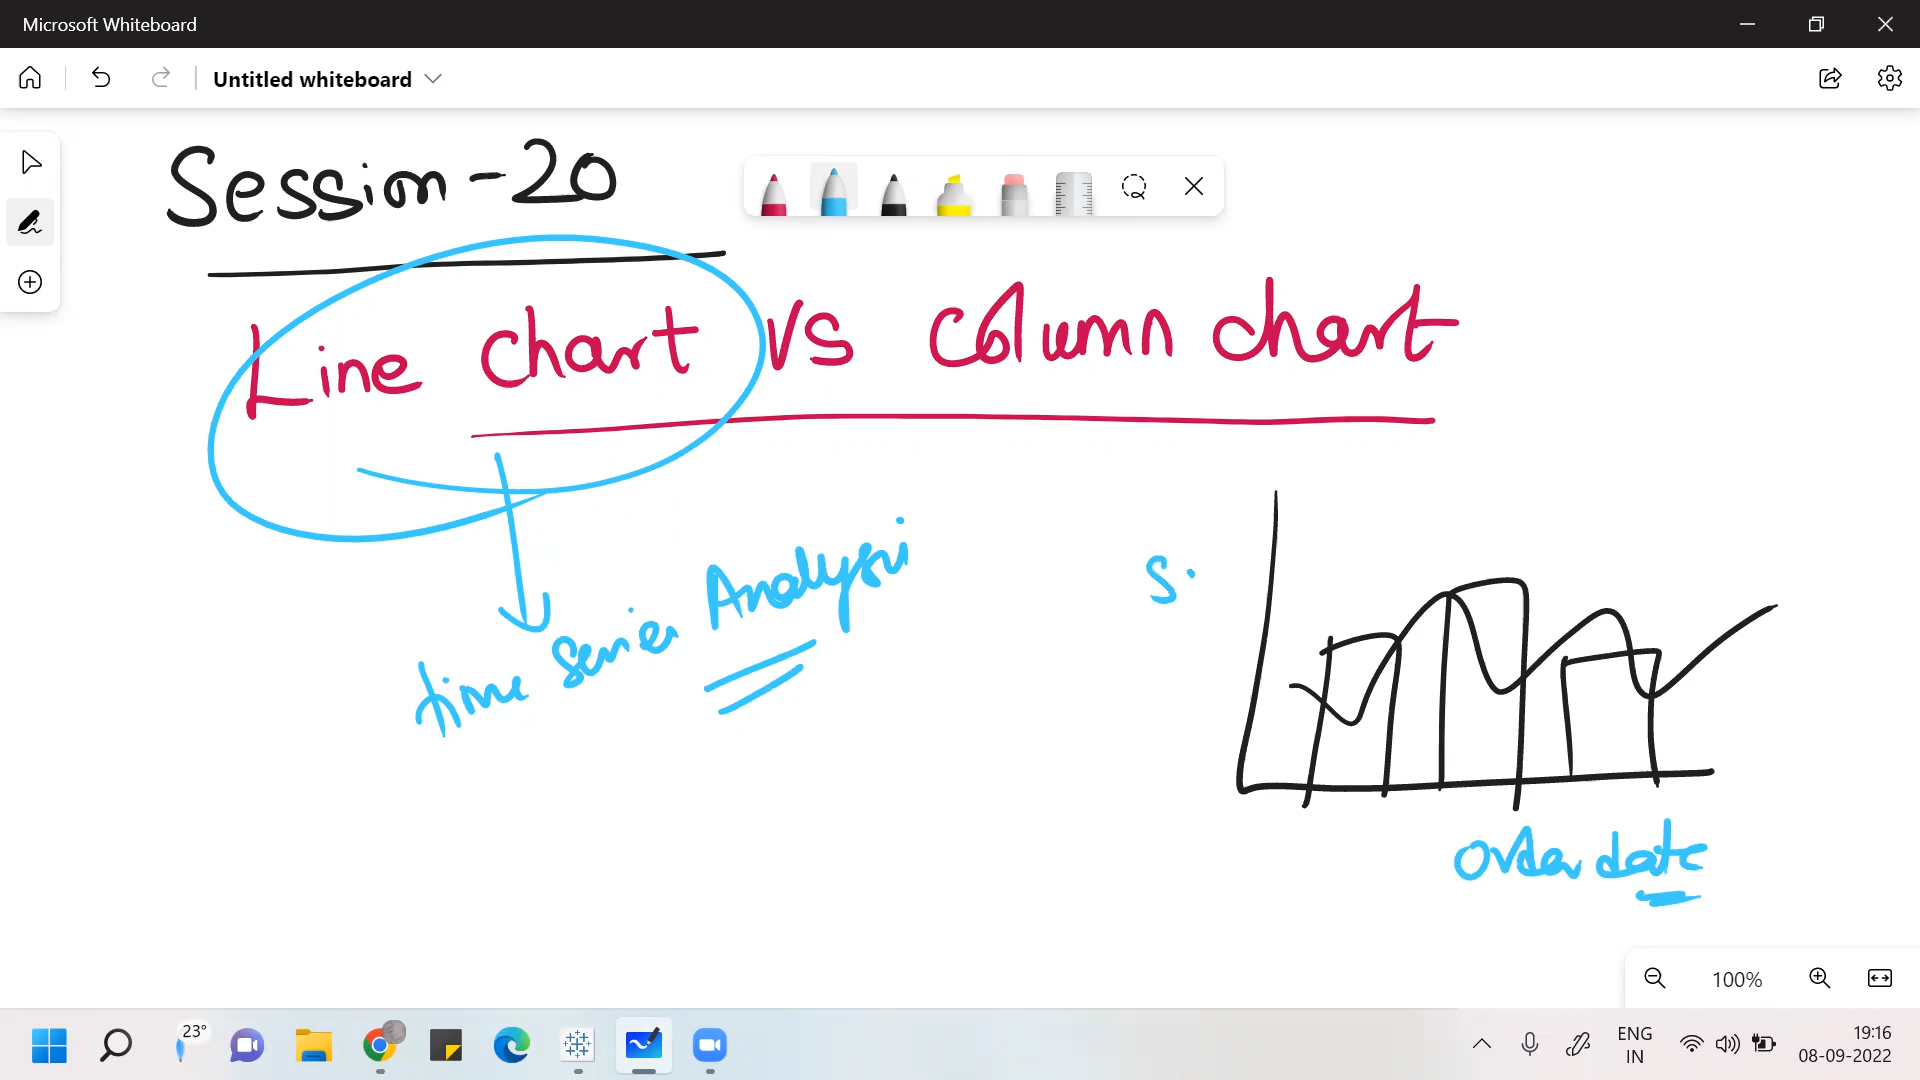 Microsoft Whiteboard
Untitled whiteboard
Session-20
Line chart vs column chart
time series Analysis
S.
Order date
100%
23°
ENG
IN
19:16
08-09-2022